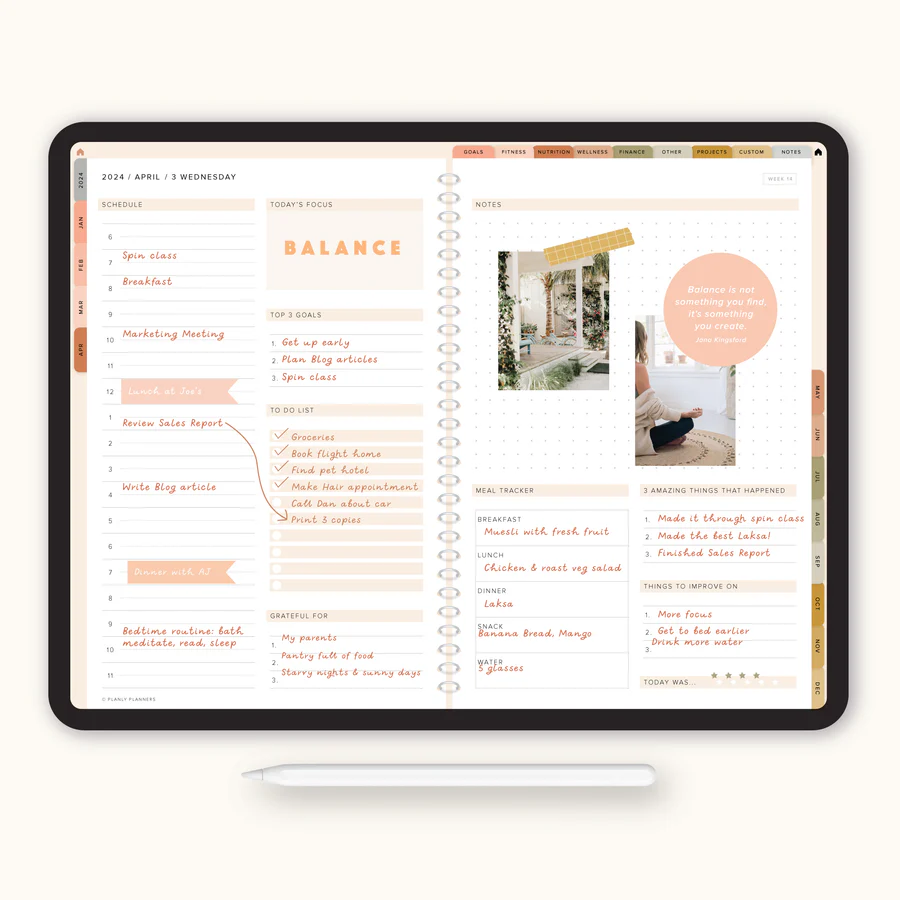 GOALS FITNESS NUTRITION WELLNESS FINANCE OTHER PROJECTS CUSTOM NOTES
2024
JAN
FEB
MAR
APR
2024 / APRIL / 3 WEDNESDAY
SCHEDULE
6
7 Spin class
8 Breakfast
9
10 Marketing Meeting
11
12 Lunch at Joe's
1 Review Sales Report
2
3
4 Write Blog article
5
6
7 Dinner with AJ
8
9
Bedtime routine: bath
10 meditate, read, sleep
11
© PLANLY PLANNERS
TODAY'S FOCUS
BALANCE
TOP 3 GOALS
1. Get up early
2. Plan Blog articles
3. Spin class
TO DO LIST
Groceries
Book flight home
Find pet hotel
Make Hair appointment
Call Dan about car
Print 3 copies
GRATEFUL FOR
1. My parents
2. Pantry full of food
3. Starvy nights & sunny days
WEEK 14
NOTES
Balance is not
something you find,
it's something
you create.
Jana Kingsford
MEAL TRACKER
BREAKFAST
Muesli with fresh fruit
LUNCH
Chicken & roast veg salad
DINNER
Laksa
SNACK
Banana Bread, Mango
WATER
5 glasses
3 AMAZING THINGS THAT HAPPENED
1. Made it through spin class
2. Made the best Laksa!
3. Finished Sales Report
THINGS TO IMPROVE ON
1. More focus
2. Get to bed earlier
3. Drink more water
TODAY WAS...
MAY
JUN
JUL
AUG
SEP
OCT
NOV
DEC